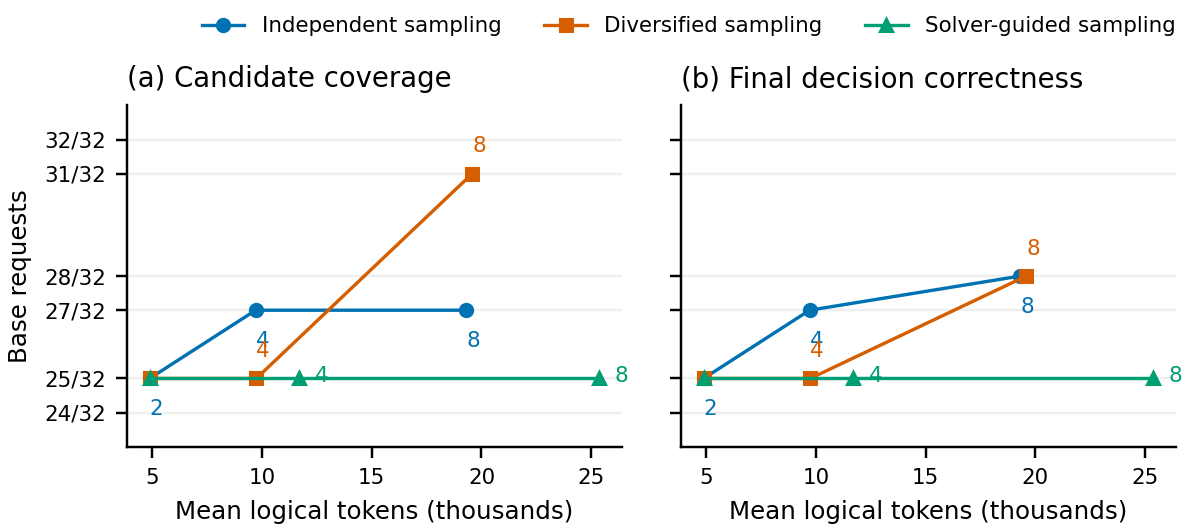 Independent sampling Diversified sampling Solver-guided sampling
(a) Candidate coverage
Base requests
32/32
31/32
28/32
27/32
25/32
24/32
8
4
4
8
4
8
2
5 10 15 20 25
Mean logical tokens (thousands)
(b) Final decision correctness
8
8
4
4
4
8
2
5 10 15 20 25
Mean logical tokens (thousands)